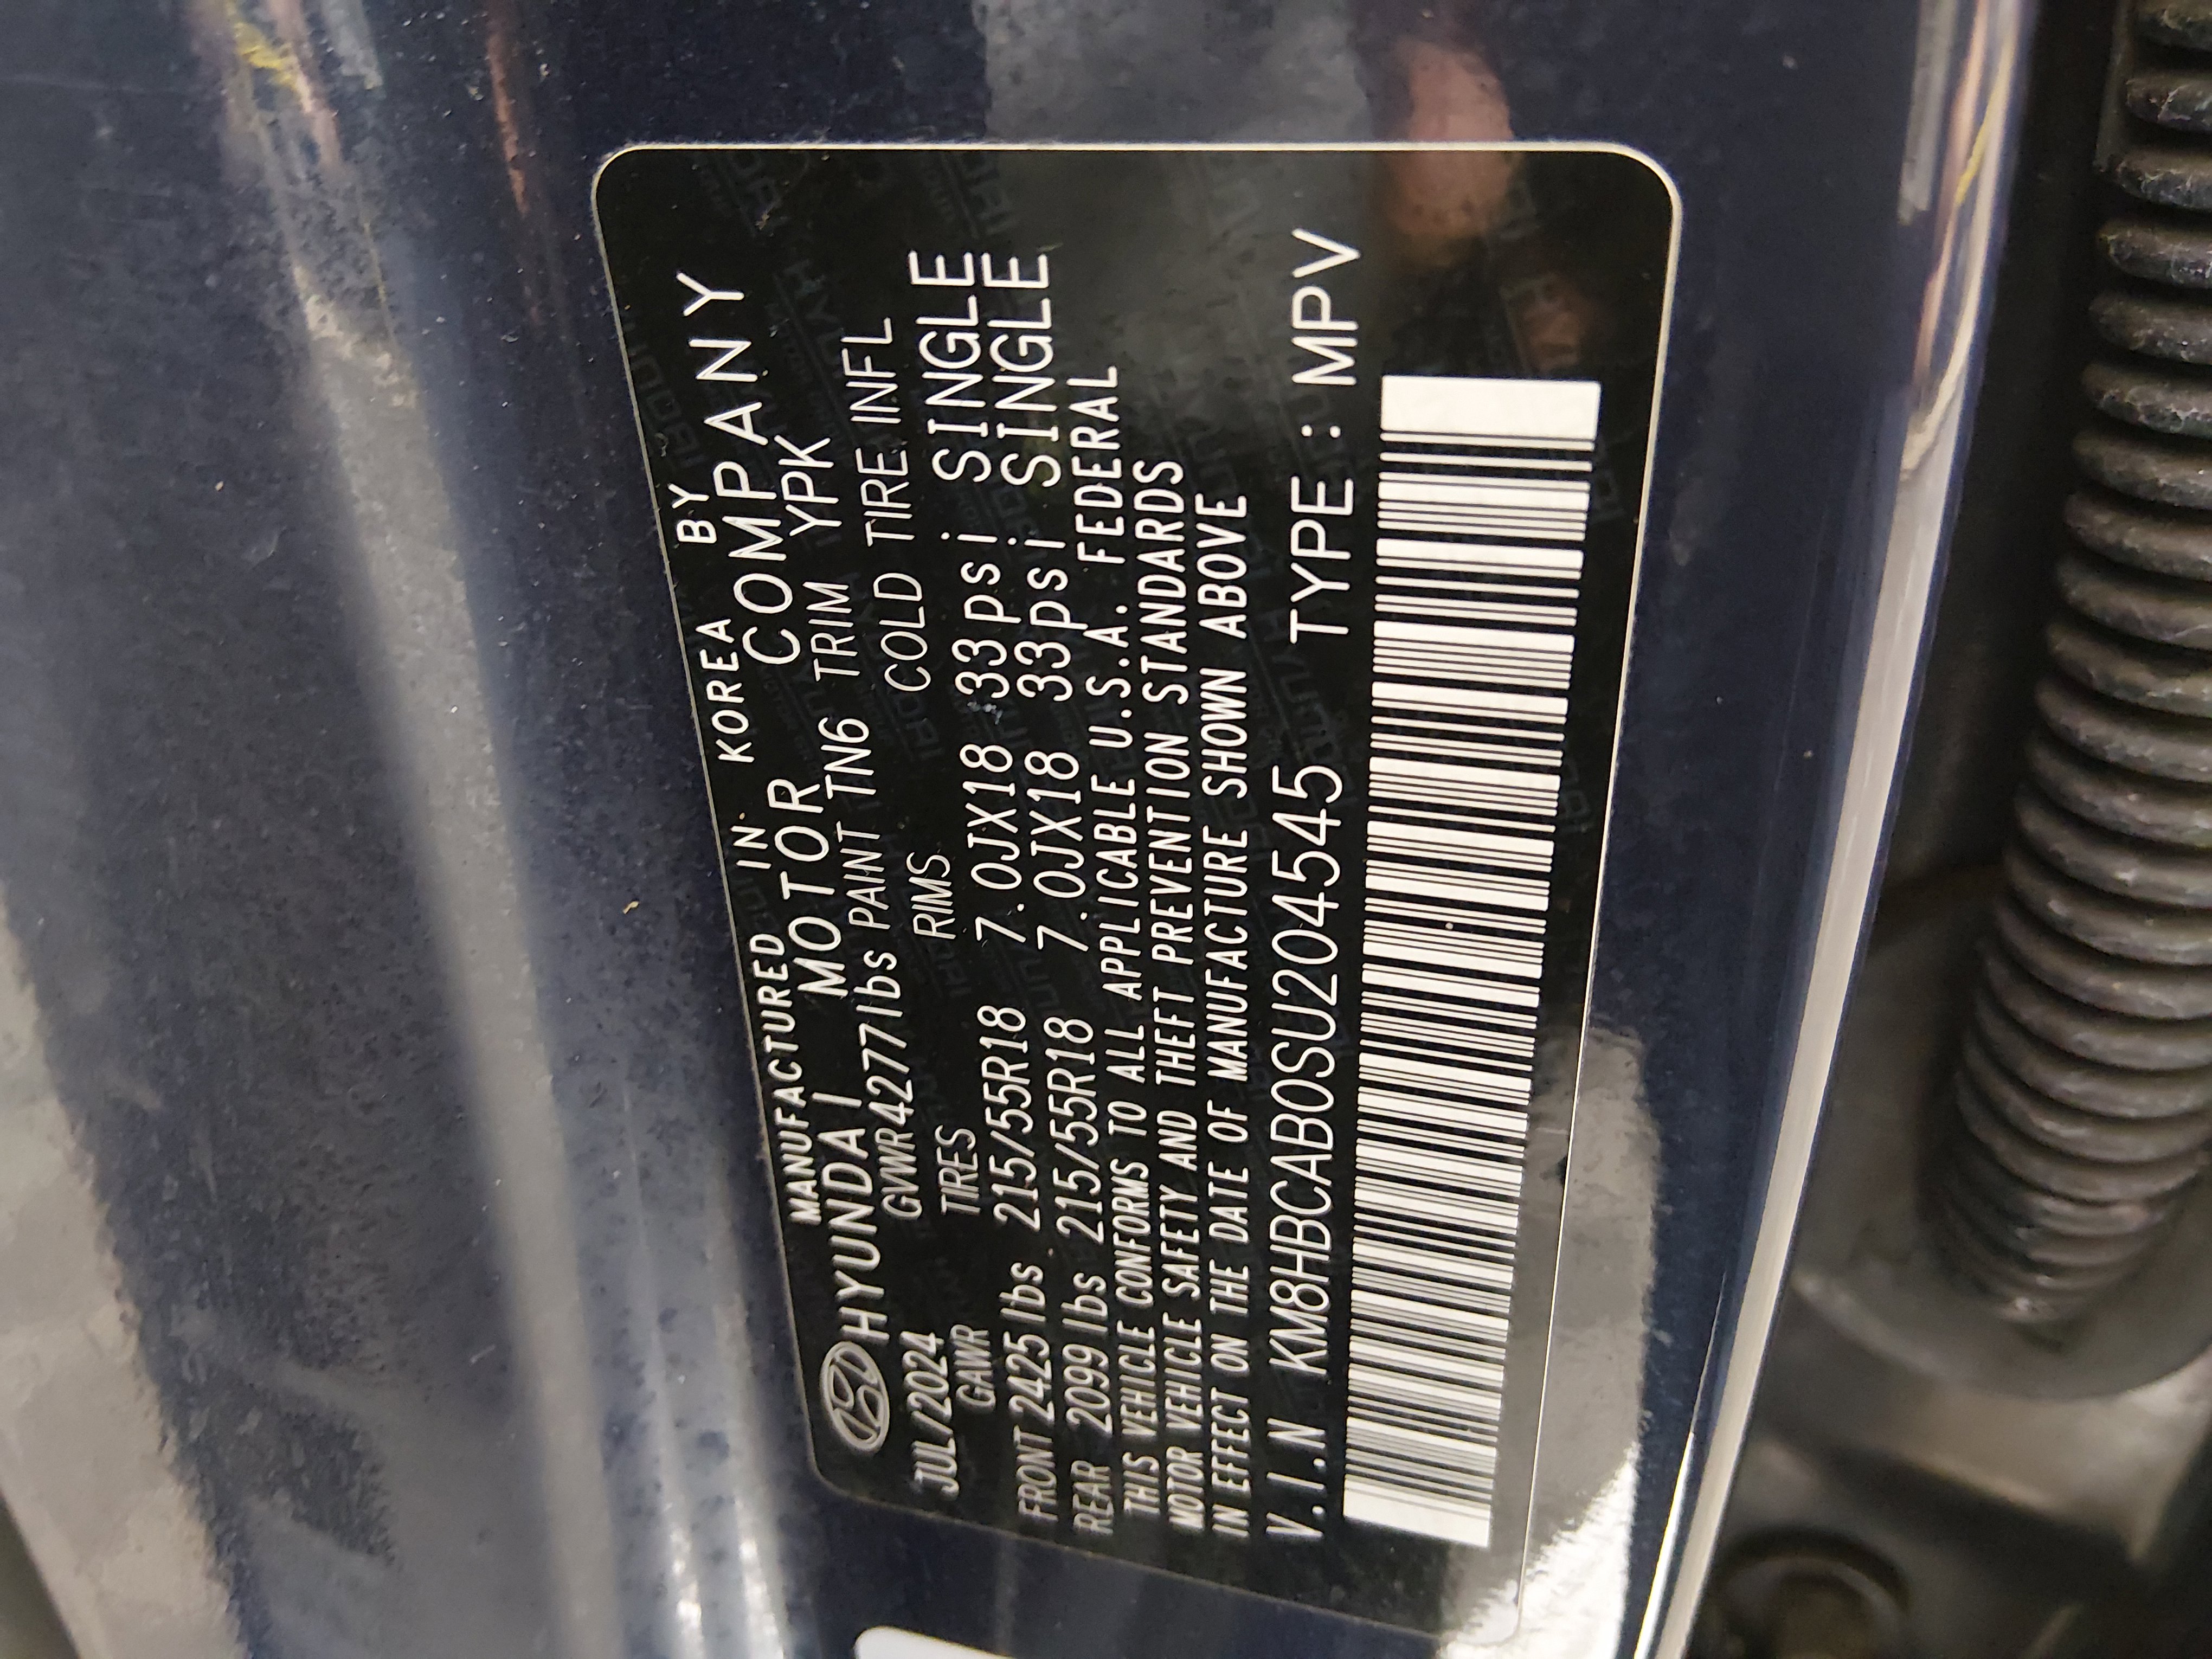 MANUFACTURED IN KOREA BY
HYUNDAI MOTOR COMPANY
JUL/2024 GVWR 4277lbs PAINT TN6 TRIM YPK
GAWR TIRES RIMS COLD TIRE INFL
FRONT 2425 lbs 215/55R18 7.0JX18 33psi SINGLE
REAR 2099 lbs 215/55R18 7.0JX18 33psi SINGLE
THIS VEHICLE CONFORMS TO ALL APPLICABLE U.S.A. FEDERAL
MOTOR VEHICLE SAFETY AND THEFT PREVENTION STANDARDS
IN EFFECT ON THE DATE OF MANUFACTURE SHOWN ABOVE
V.I.N KM8HBCAB0SU204545 TYPE : MPV